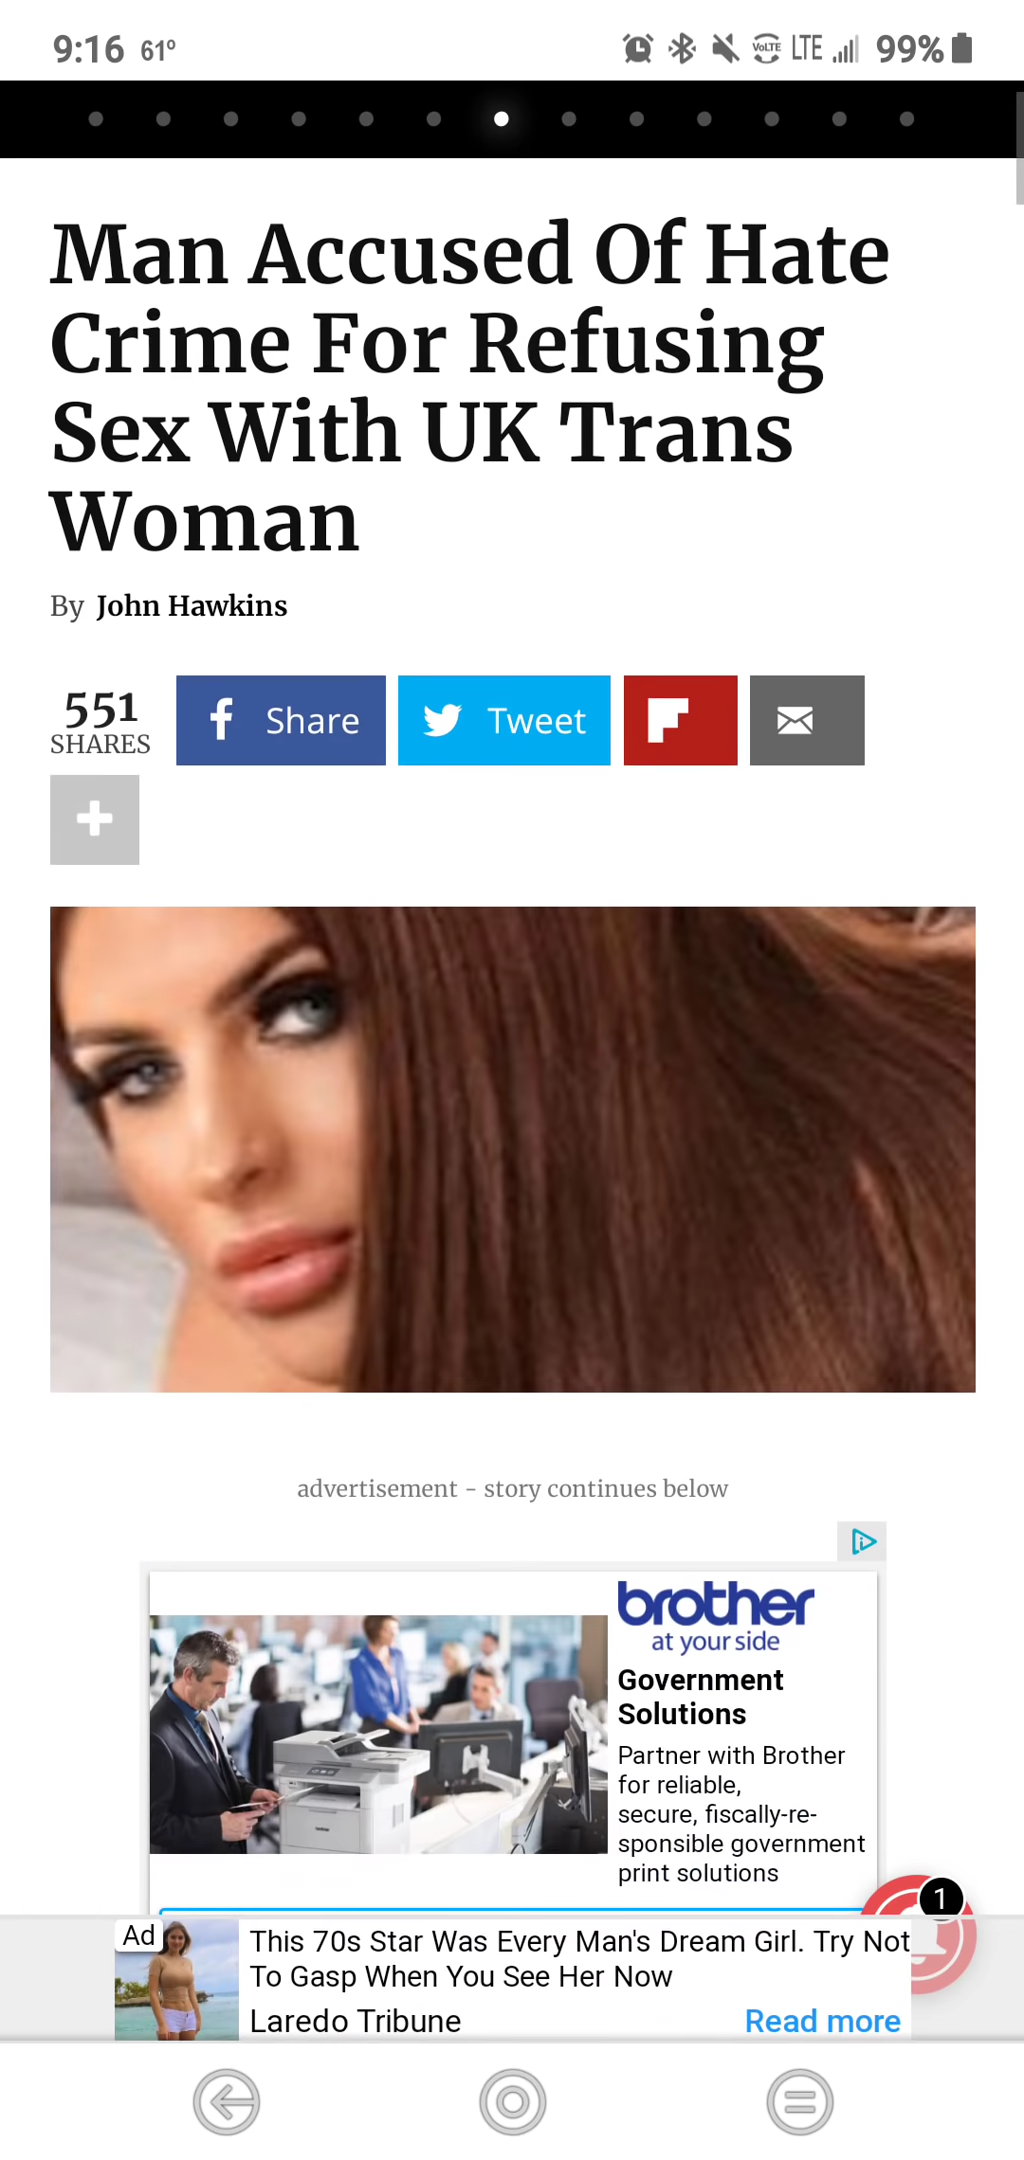 9:16 61°
VoLTE LTE 99%
Man Accused Of Hate
Crime For Refusing
Sex With UK Trans
Woman
By John Hawkins
551
SHARES
Share
Tweet
advertisement - story continues below
brother
at your side
Government
Solutions
Partner with Brother
for reliable,
secure, fiscally-re-
sponsible government
print solutions
1
Ad
This 70s Star Was Every Man's Dream Girl. Try Not
To Gasp When You See Her Now
Laredo Tribune
Read more